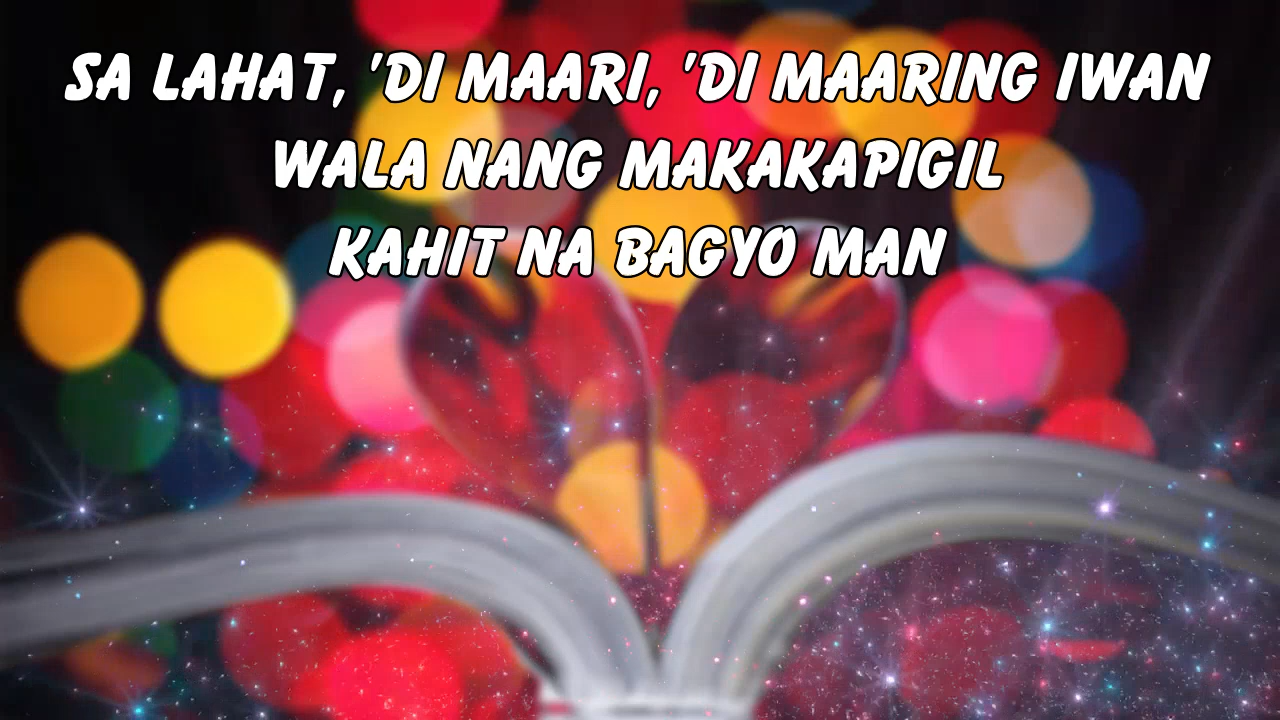 SA LAHAT, 'DI MAARI, 'DI MAARING IWAN
WALA NANG MAKAKAPIGIL
KAHIT NA BAGYO MAN